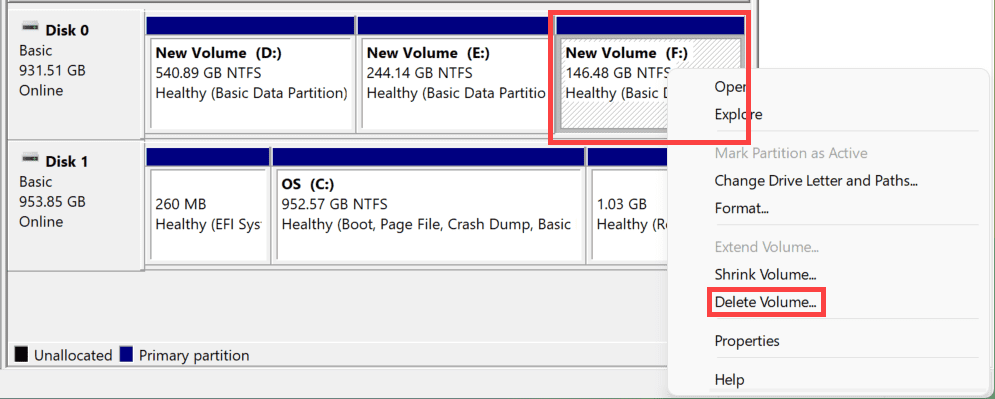 Disk 0
Basic
931.51 GB
Online
New Volume (D:)
540.89 GB NTFS
Healthy (Basic Data Partition)
New Volume (E:)
244.14 GB NTFS
Healthy (Basic Data Partitio
New Volume (F:)
146.48 GB NTFS
Healthy (Basic D
Disk 1
Basic
953.85 GB
Online
260 MB
Healthy (EFI Sys
OS (C:)
952.57 GB NTFS
Healthy (Boot, Page File, Crash Dump, Basic
1.03 GB
Healthy (R
Open
Explore
Mark Partition as Active
Change Drive Letter and Paths...
Format...
Extend Volume...
Shrink Volume...
Delete Volume...
Properties
Help
Unallocated
Primary partition